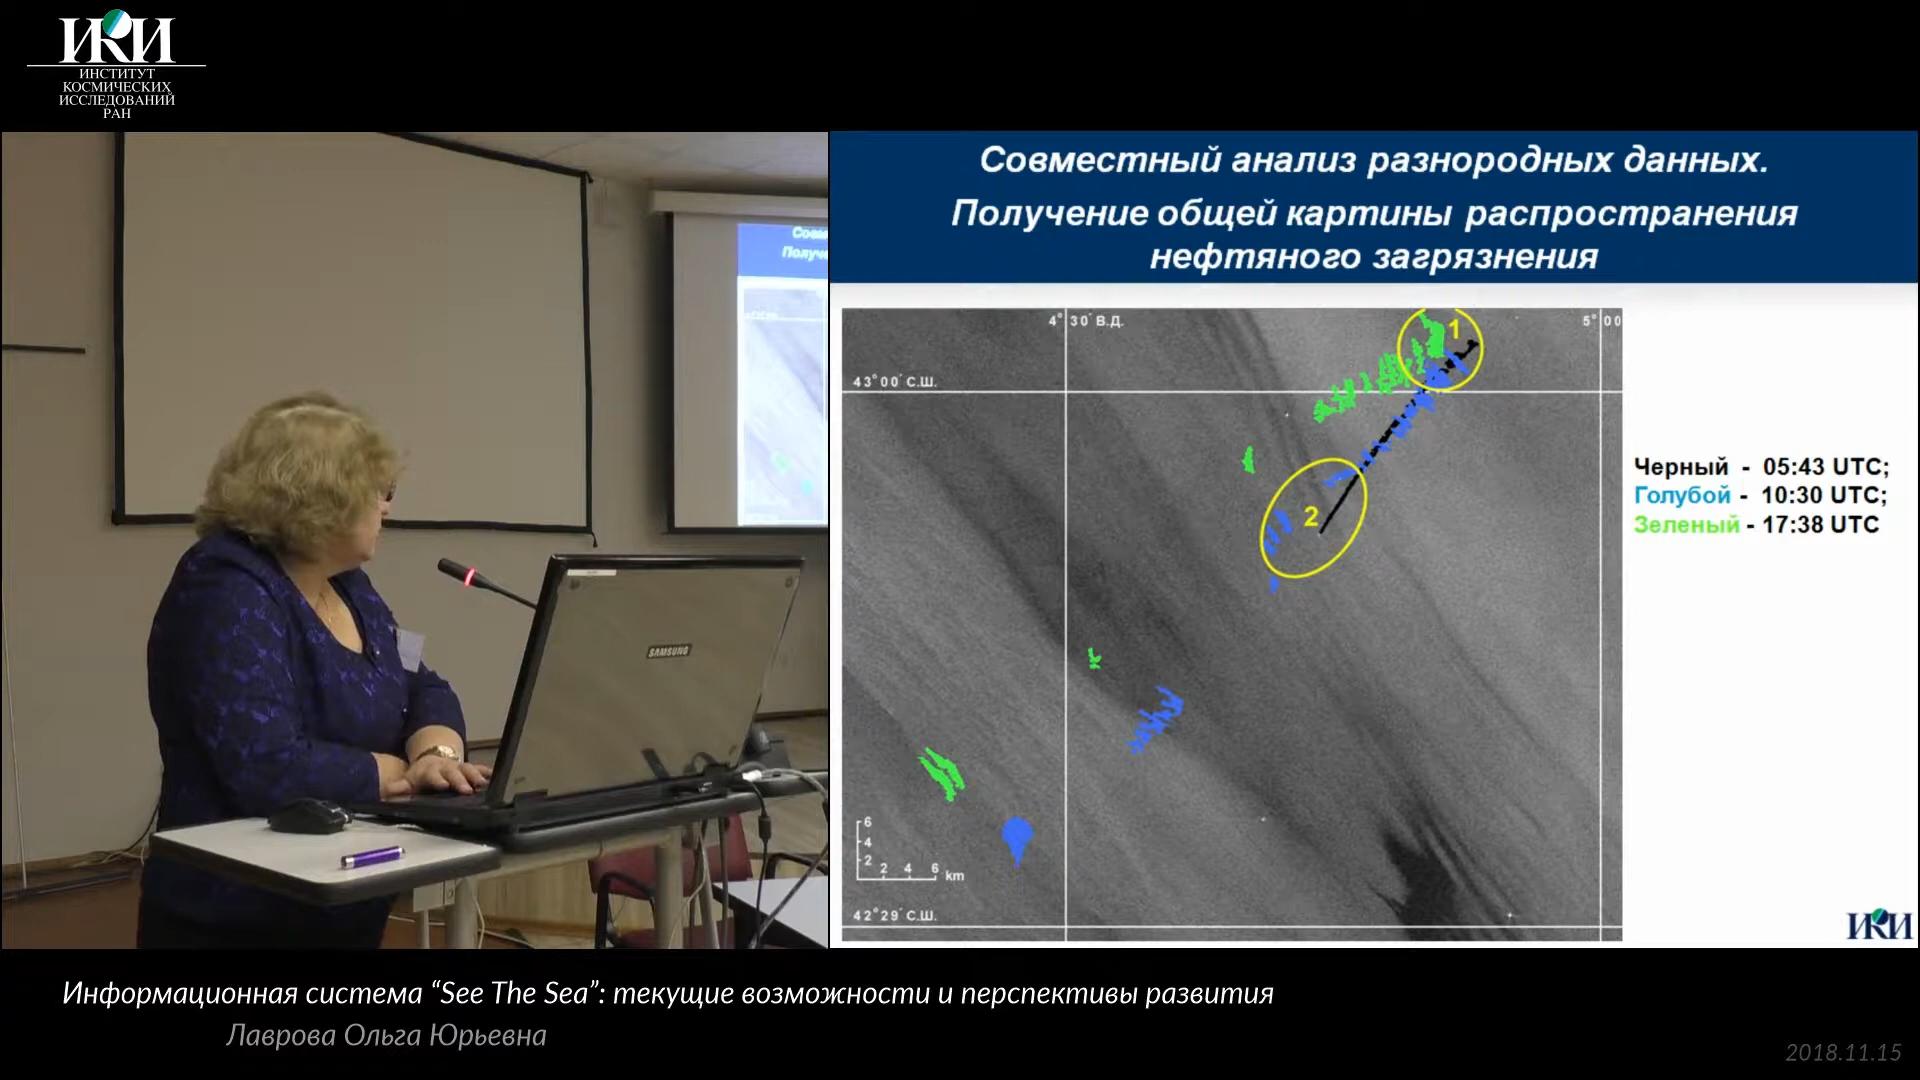 ИКИ
ИНСТИТУТ
КОСМИЧЕСКИХ
ИССЛЕДОВАНИЙ
РАН
Совместный анализ разнородных данных.
Получение общей картины распространения
нефтяного загрязнения
4° 30´ В.Д.
5° 00
43°00´ С.Ш.
1
2
Черный - 05:43 UTC;
Голубой - 10:30 UTC;
Зеленый - 17:38 UTC
6
4
2
2 4 6 km
42°29´ С.Ш.
ИКИ
SAMSUNG
Информационная система “See The Sea”: текущие возможности и перспективы развития
Лаврова Ольга Юрьевна
2018.11.15